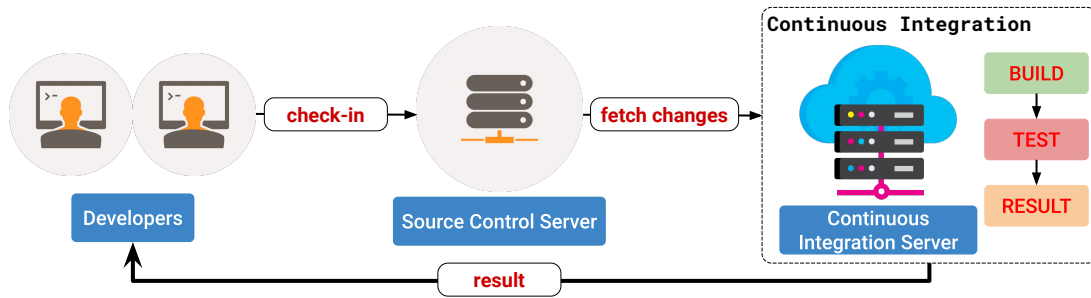 Continuous Integration
>-
>-
check-in
fetch changes
BUILD
TEST
RESULT
Developers
Source Control Server
Continuous
Integration Server
result